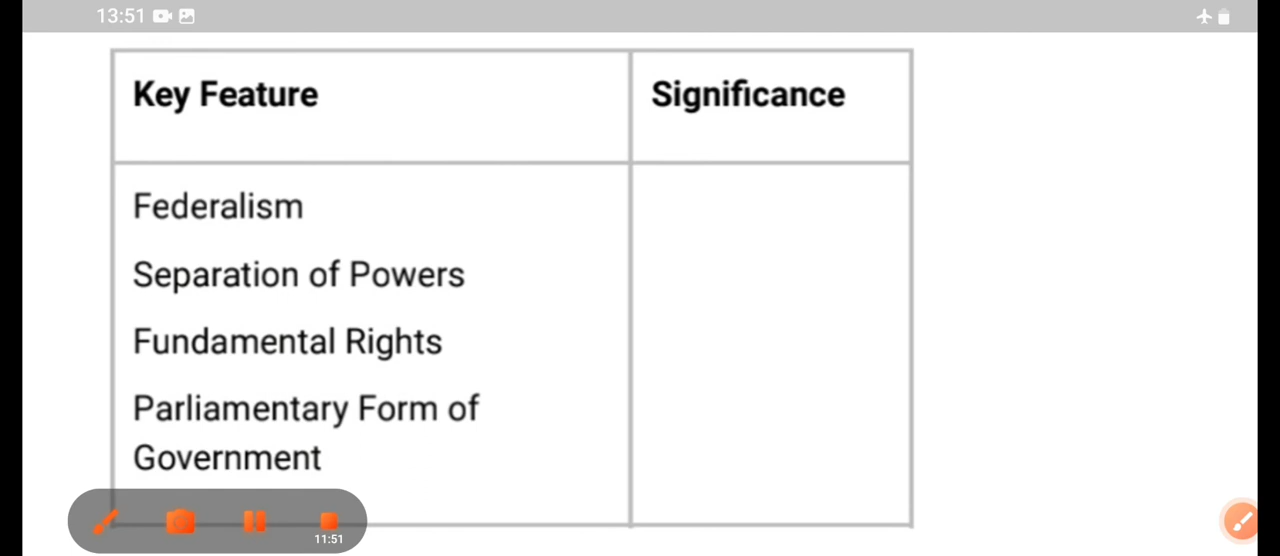 13:51
Key Feature
Significance
Federalism
Separation of Powers
Fundamental Rights
Parliamentary Form of
Government
11:51